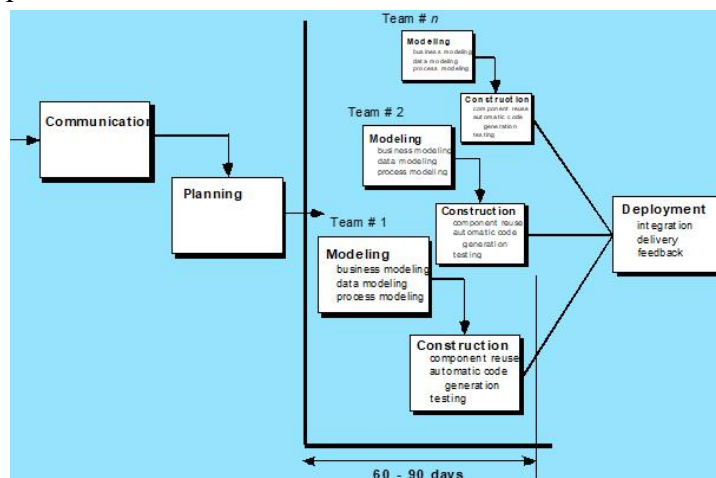 Team # n
Modeling
business modeling
data modeling
process modeling
Construction
component reuse
automatic code
generation
testing
Team # 2
Modeling
business modeling
data modeling
process modeling
Construction
component reuse
automatic code
generation
testing
Communication
Planning
Team # 1
Modeling
business modeling
data modeling
process modeling
Construction
component reuse
automatic code
generation
testing
Deployment
integration
delivery
feedback
60 - 90 days